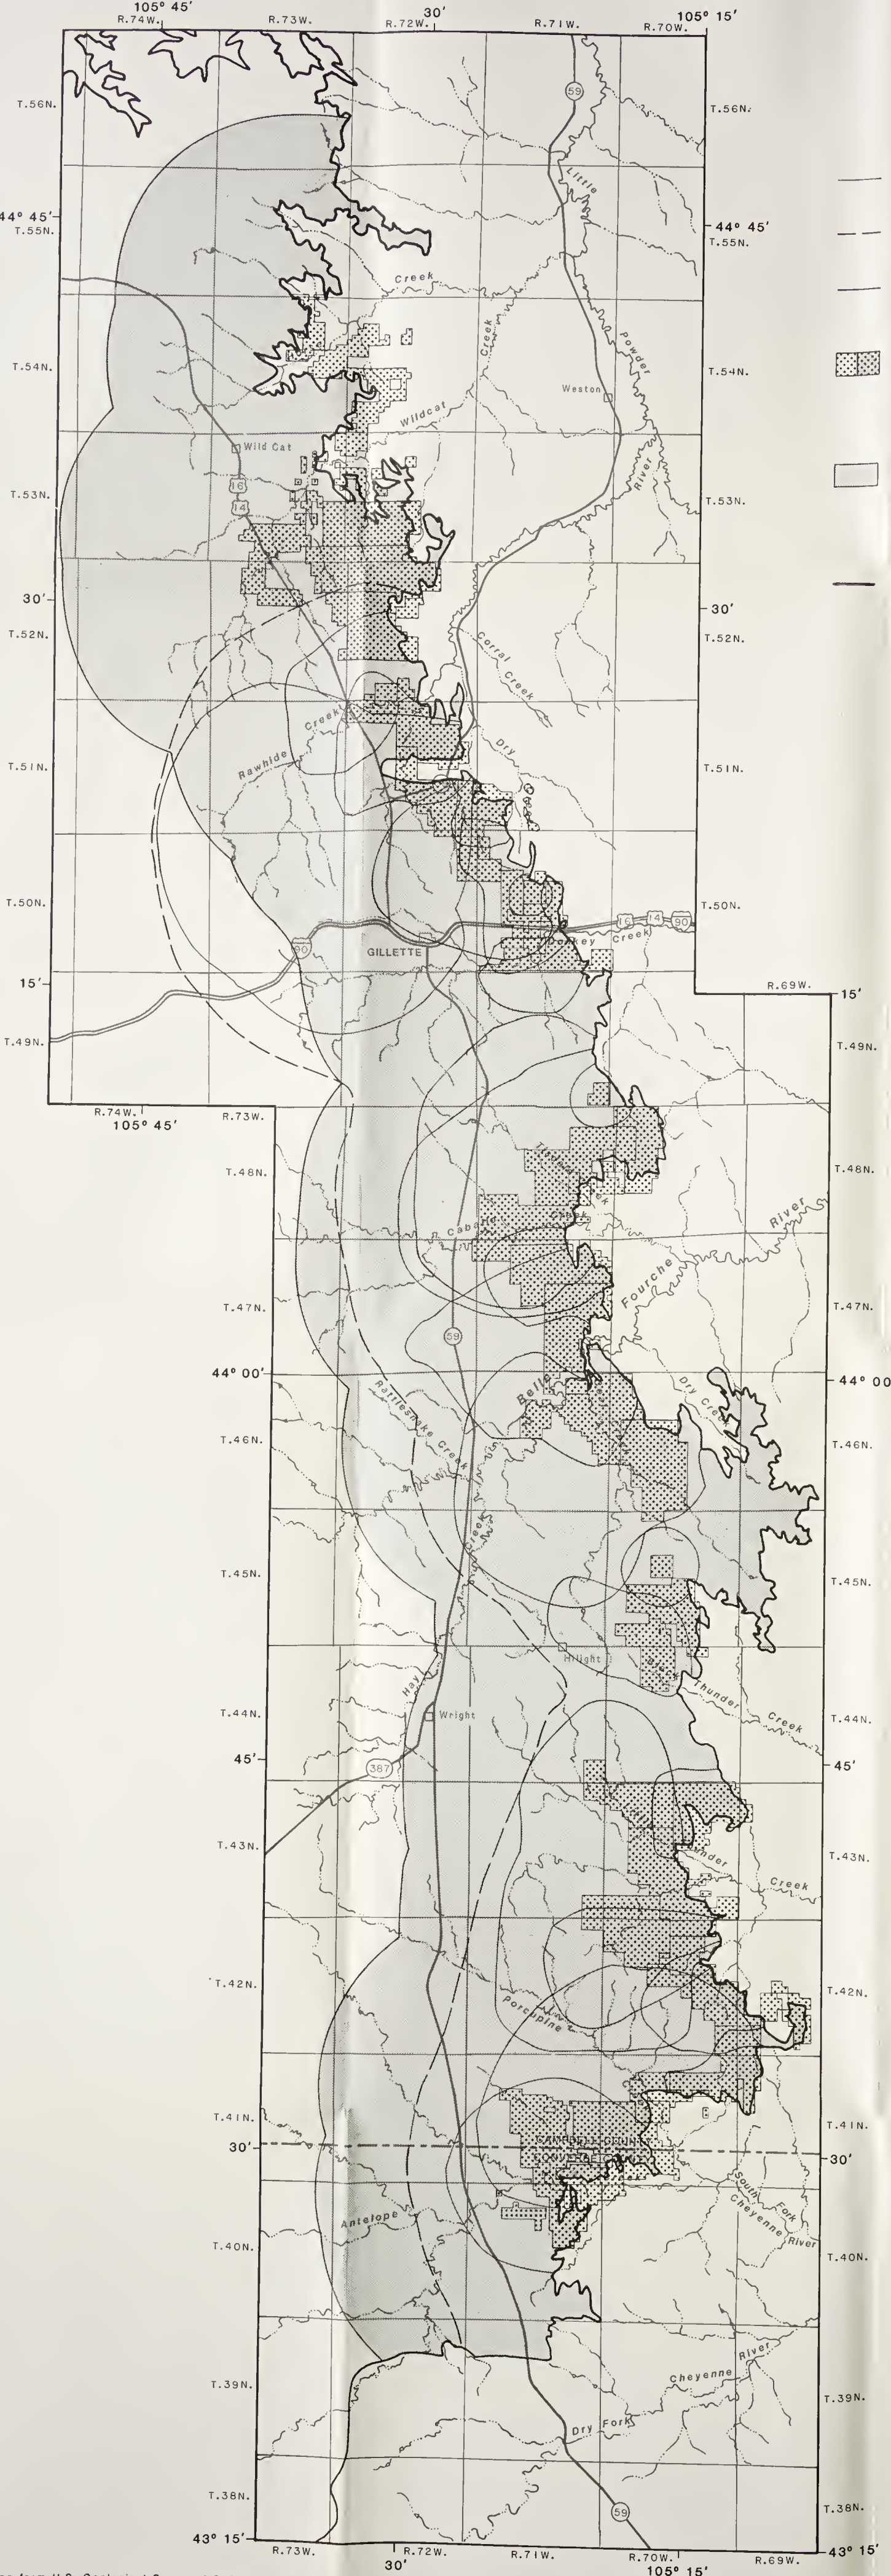 105° 45'
30'
105° 15'
R.74W.
R.73W.
R.72W.
R.71W.
R.70W.
59
T.56N.
T.56N.
Little
44° 45'
44° 45'
T.55N.
T.55N.
Creek
Creek
Powder
T.54N.
T.54N.
Weston
Wildcat
Wild Cat
River
16
14
T.53N.
T.53N.
30'
30'
T.52N.
T.52N.
Corral Creek
Creek
Rawhide
Dry
T.51N.
T.51N.
T.50N.
T.50N.
16
14
90
90
Donkey Creek
GILLETTE
15'
R.69W.
15'
T.49N.
T.49N.
R.74W.
R.73W.
105° 45'
T.48N.
T.48N.
Caballo
Creek
River
Fourche
T.47N.
T.47N.
59
44° 00'
44° 00
Belle
Dry Creek
Rattlesnake Creek
T.46N.
T.46N.
Creek
T.45N.
T.45N.
Hilight
Black
Thunder
Creek
Hay
T.44N.
T.44N.
Wright
45'
45'
387
T.43N.
T.43N.
Creek
T.42N.
T.42N.
Porcupine
T.41N.
T.41N.
CAMPBELL COUNTY
30'
30'
South Fork
Cheyenne River
Antelope
T.40N.
T.40N.
River
Cheyenne
T.39N.
T.39N.
Dry Fork
T.38N.
T.38N.
59
43° 15'
43° 15'
R.73W.
R.72W.
R.71W.
R.70W.
R.69W.
30'
105° 15'